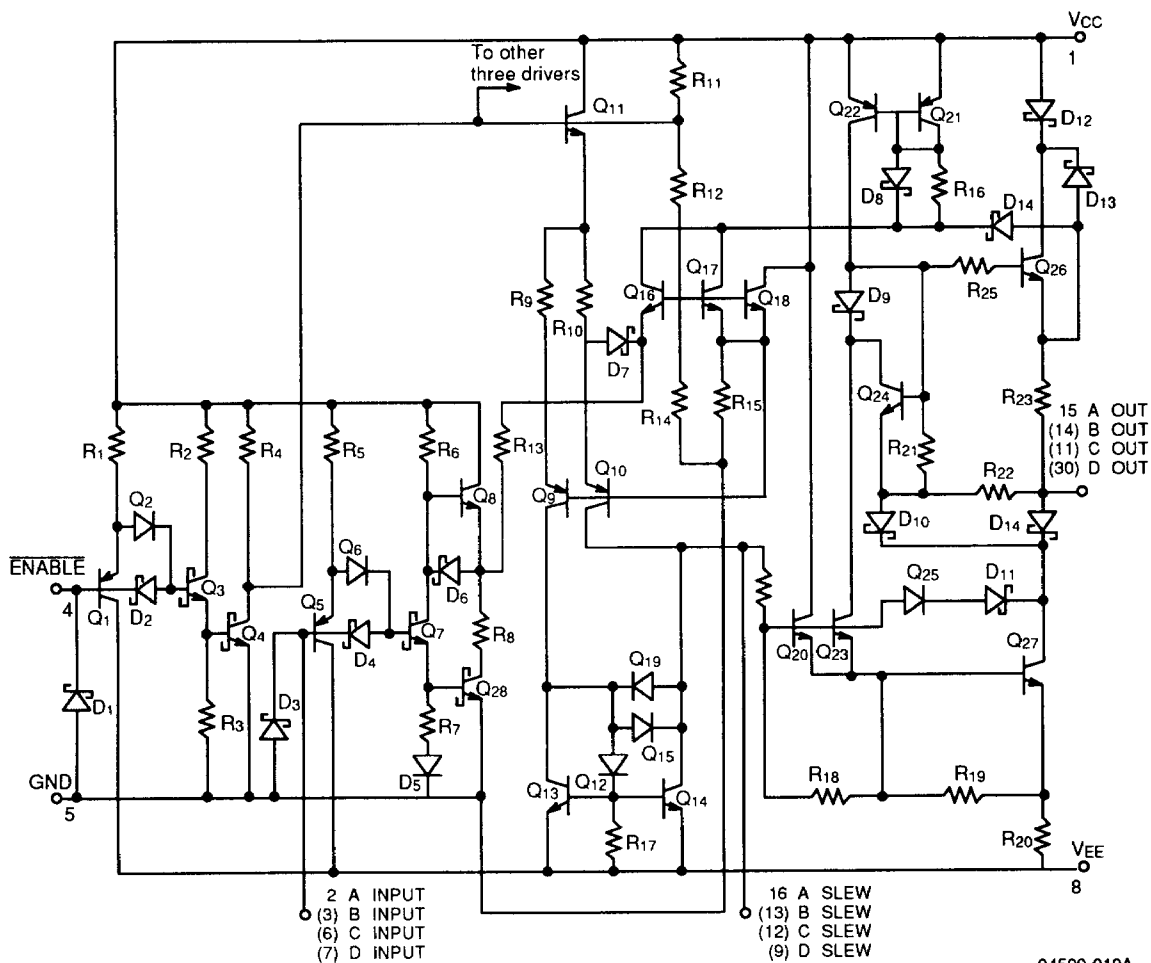 VCC
1
To other
three drivers
R11
Q11
Q22
Q21
D12
R12
D8
R16
D13
D14
Q17
R9
R10
Q16
Q18
D9
R25
Q26
D7
R14
R15
Q24
R23
15 A OUT
(14) B OUT
(11) C OUT
(30) D OUT
R1
R2
R4
R5
R6
R13
R21
R22
Q8
Q9
Q10
Q2
Q6
D10
D14
ENABLE
4
Q1
D2
Q3
Q4
Q5
D4
Q7
D6
R8
Q25
D11
Q20
Q23
Q27
Q28
Q19
D1
R3
D3
R7
Q15
D5
Q13
Q12
Q14
R18
R19
GND
5
R17
R20
VEE
8
2 A INPUT
(3) B INPUT
(6) C INPUT
(7) D INPUT
16 A SLEW
(13) B SLEW
(12) C SLEW
(9) D SLEW